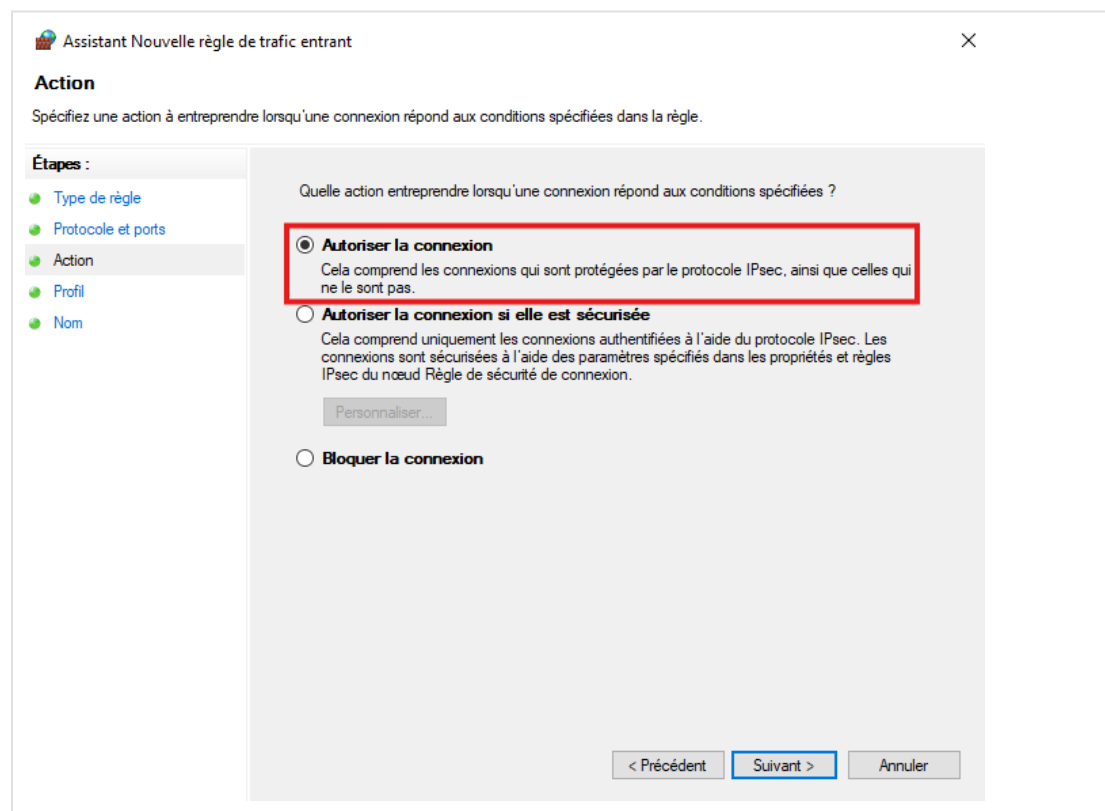 Assistant Nouvelle règle de trafic entrant
Action
Spécifiez une action à entreprendre lorsqu'une connexion répond aux conditions spécifiées dans la règle.
Étapes :
Type de règle
Protocole et ports
Action
Profil
Nom
Quelle action entreprendre lorsqu'une connexion répond aux conditions spécifiées ?
Autoriser la connexion
Cela comprend les connexions qui sont protégées par le protocole IPsec, ainsi que celles qui
ne le sont pas.
Autoriser la connexion si elle est sécurisée
Cela comprend uniquement les connexions authentifiées à l'aide du protocole IPsec. Les
connexions sont sécurisées à l'aide des paramètres spécifiés dans les propriétés et règles
IPsec du nœud Règle de sécurité de connexion.
Personnaliser...
Bloquer la connexion
< Précédent
Suivant >
Annuler